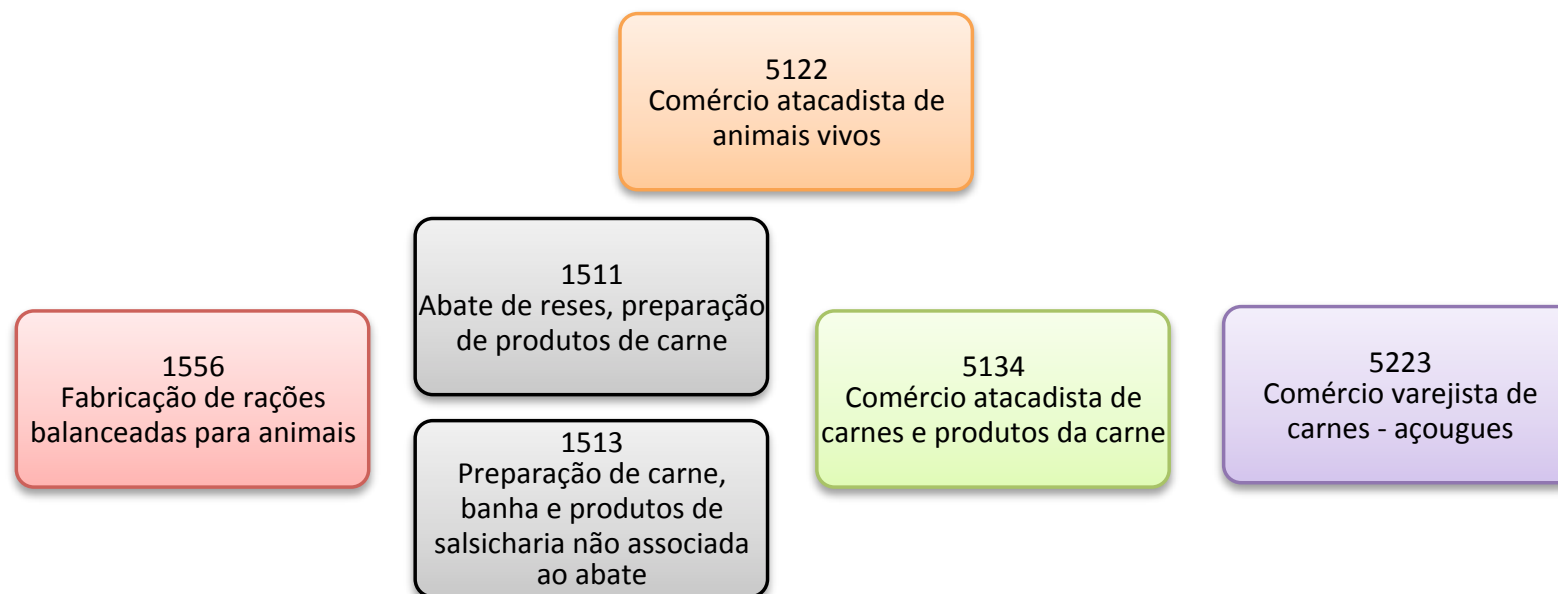 5122
Comércio atacadista de
animais vivos
1511
Abate de reses, preparação
de produtos de carne
1556
Fabricação de rações
balanceadas para animais
5134
Comércio atacadista de
carnes e produtos da carne
5223
Comércio varejista de
carnes - açougues
1513
Preparação de carne,
banha e produtos de
salsicharia não associada
ao abate